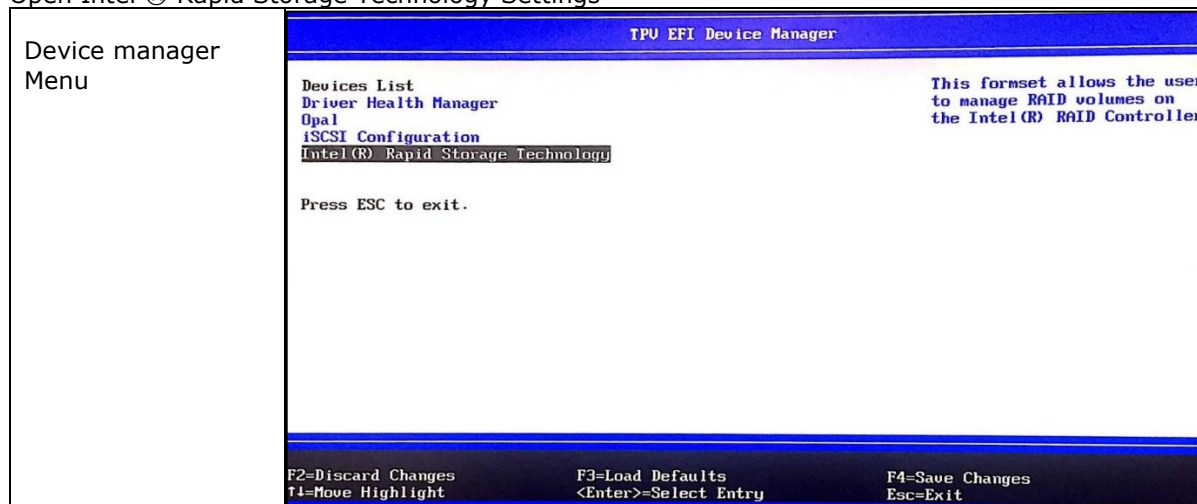 Open Intel ® Rapid Storage Technology Settings
Device manager
Menu
TPV EFI Device Manager
Devices List
Driver Health Manager
Opal
iSCSI Configuration
Intel(R) Rapid Storage Technology
Press ESC to exit.
This formset allows the user
to manage RAID volumes on
the Intel(R) RAID Controller
F2=Discard Changes
F3=Load Defaults
F4=Save Changes
↑↓=Move Highlight
<Enter>=Select Entry
Esc=Exit